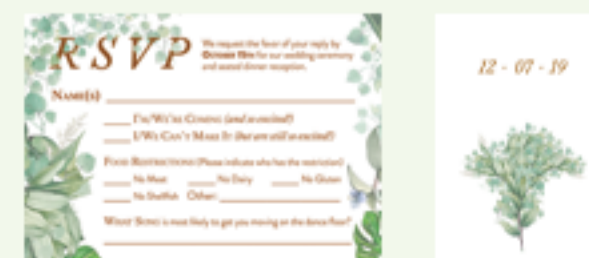 RSVP
We request the favor of your reply by
October 15th for our wedding ceremony
and seated dinner reception.
Name(s)
I'm/We're Coming (and so excited!)
I/We Can't Make It (but am still so excited!)
Food Restrictions (Please indicate who has the restriction)
No Meat No Dairy No Gluten
No Shellfish Other:
What Song is most likely to get you moving on the dance floor?
12 - 07 - 19